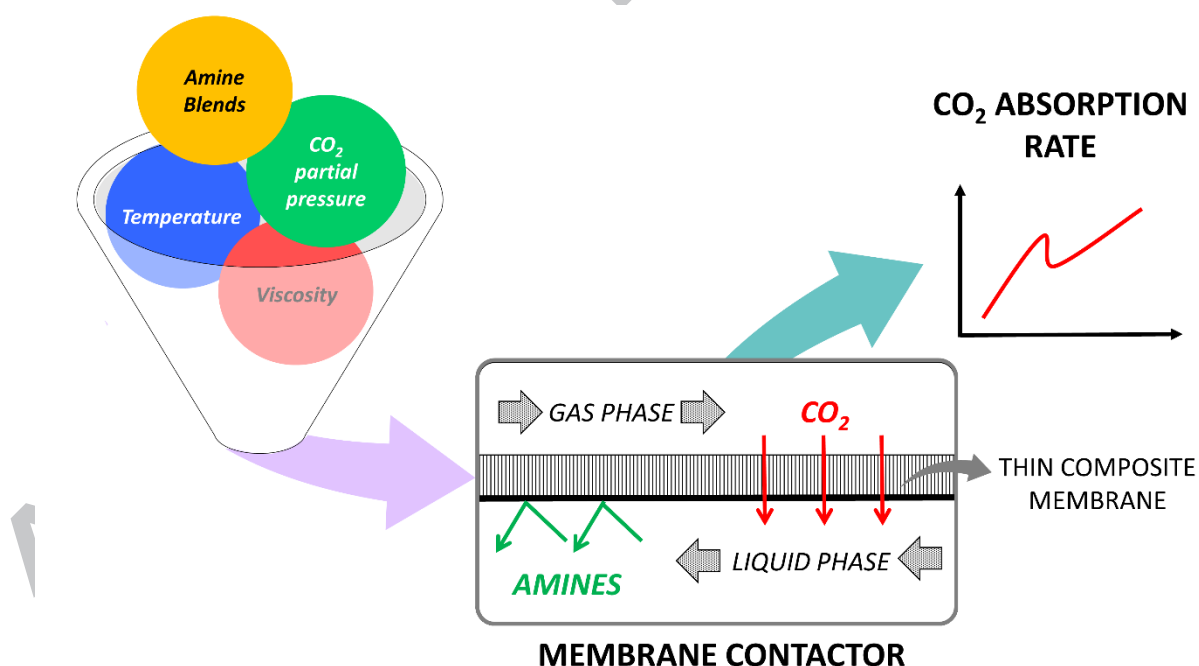 Amine
Blends
CO₂
partial
pressure
Temperature
Viscosity
CO₂ ABSORPTION
RATE
GAS PHASE
CO₂
THIN COMPOSITE
MEMBRANE
LIQUID PHASE
AMINES
MEMBRANE CONTACTOR